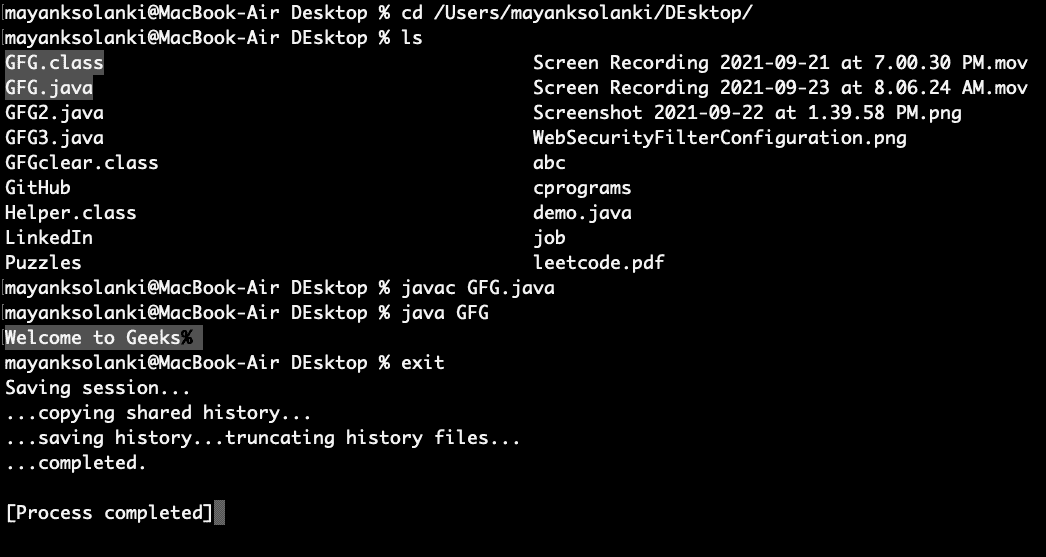 mayanksolanki@MacBook-Air Desktop % cd /Users/mayanksolanki/DEsktop/
mayanksolanki@MacBook-Air DEsktop % ls
GFG.class Screen Recording 2021-09-21 at 7.00.30 PM.mov
GFG.java Screen Recording 2021-09-23 at 8.06.24 AM.mov
GFG2.java Screenshot 2021-09-22 at 1.39.58 PM.png
GFG3.java WebSecurityFilterConfiguration.png
GFGclear.class abc
GitHub cprograms
Helper.class demo.java
LinkedIn job
Puzzles leetcode.pdf
mayanksolanki@MacBook-Air DEsktop % javac GFG.java
mayanksolanki@MacBook-Air DEsktop % java GFG
Welcome to Geeks%
mayanksolanki@MacBook-Air DEsktop % exit
Saving session...
...copying shared history...
...saving history...truncating history files...
...completed.
[Process completed]